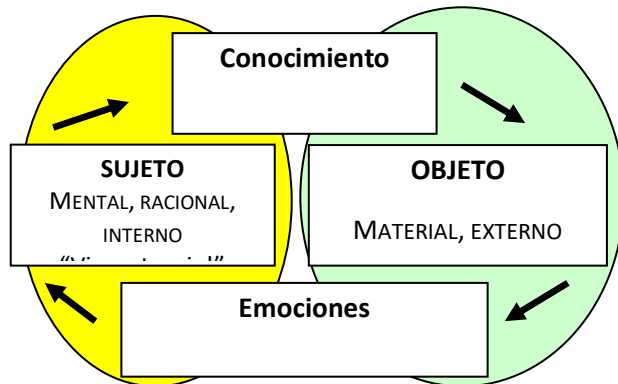 Conocimiento
SUJETO
MENTAL, RACIONAL,
INTERNO
OBJETO
MATERIAL, EXTERNO
Emociones